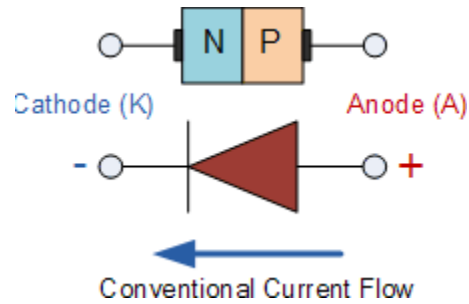 N P
Cathode (K) Anode (A)
- +
Conventional Current Flow